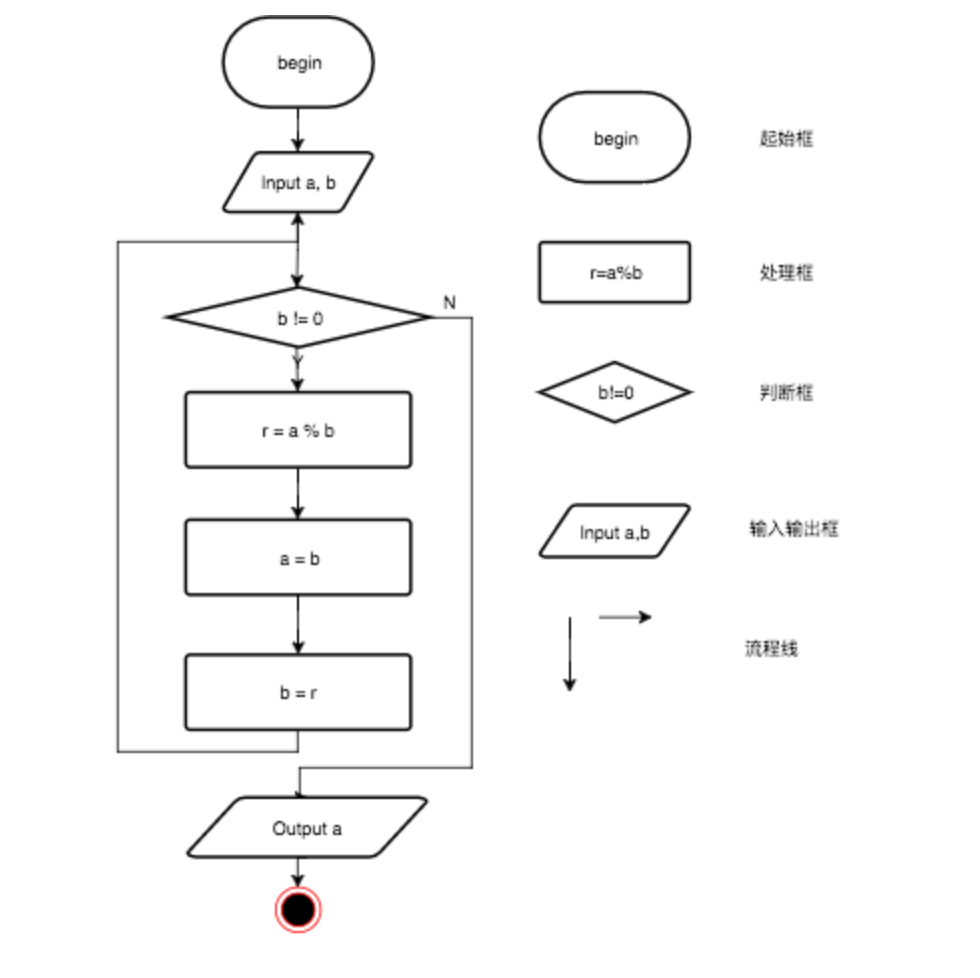 begin
Input a, b
b != 0
N
Y
r = a % b
a = b
b = r
Output a
begin
起始框
r=a%b
处理框
b!=0
判断框
Input a,b
输入输出框
流程线